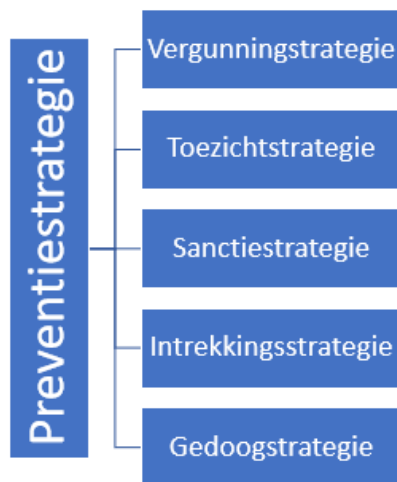 Preventiestrategie
Vergunningstrategie
Toezichtstrategie
Sanctiestrategie
Intrekkingsstrategie
Gedoogstrategie